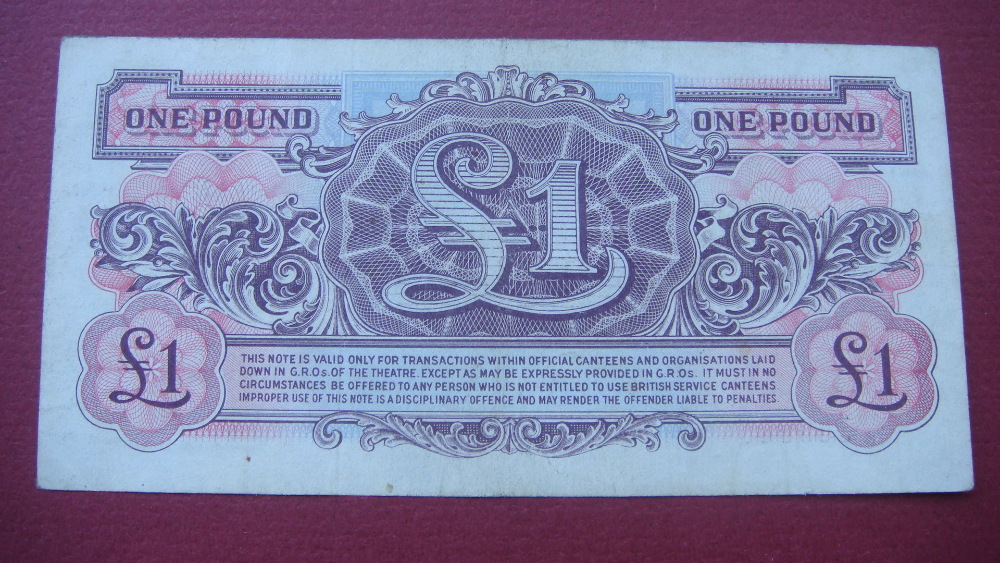 ONE POUND
ONE POUND
£1
THIS NOTE IS VALID ONLY FOR TRANSACTIONS WITHIN OFFICIAL CANTEENS AND ORGANISATIONS LAID
DOWN IN G.R.Os. OF THE THEATRE. EXCEPT AS MAY BE EXPRESSLY PROVIDED IN G.R.Os. IT MUST IN NO
CIRCUMSTANCES BE OFFERED TO ANY PERSON WHO IS NOT ENTITLED TO USE BRITISH SERVICE CANTEENS
IMPROPER USE OF THIS NOTE IS A DISCIPLINARY OFFENCE AND MAY RENDER THE OFFENDER LIABLE TO PENALTIES.
£1
£1